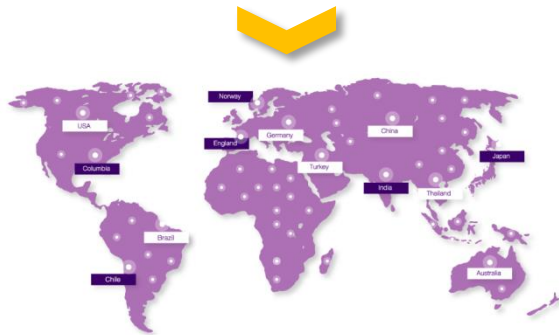 Norway
USA
Germany
China
England
Japan
Columbia
Turkey
India
Thailand
Brazil
Australia
Chile